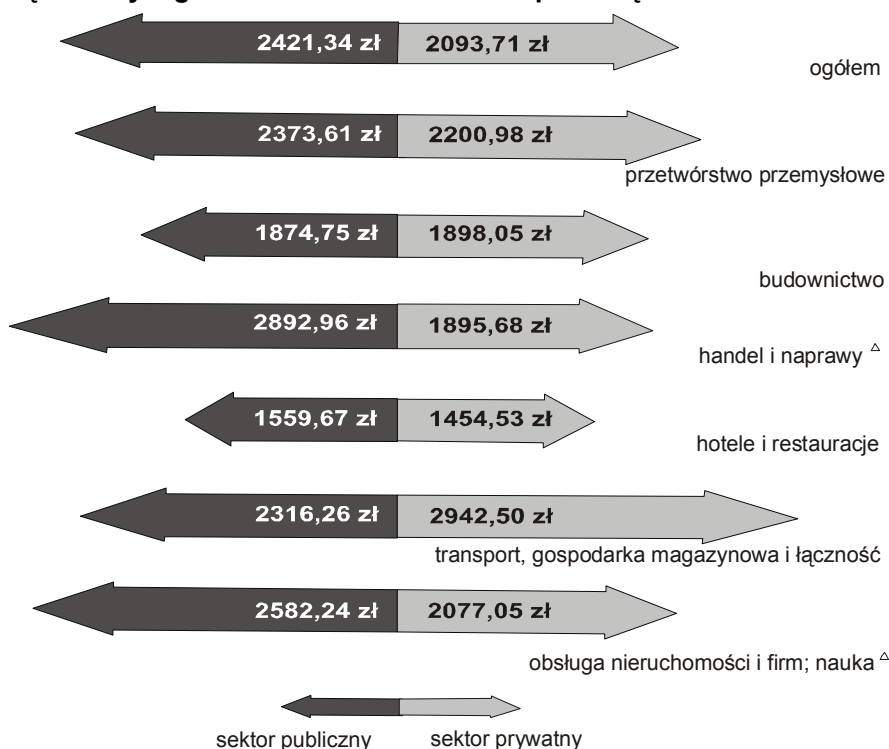 2421,34 zł 2093,71 zł
ogółem
2373,61 zł 2200,98 zł
przetwórstwo przemysłowe
1874,75 zł 1898,05 zł
budownictwo
2892,96 zł 1895,68 zł
handel i naprawy Δ
1559,67 zł 1454,53 zł
hotele i restauracje
2316,26 zł 2942,50 zł
transport, gospodarka magazynowa i łączność
2582,24 zł 2077,05 zł
obsługa nieruchomości i firm; nauka Δ
sektor publiczny sektor prywatny